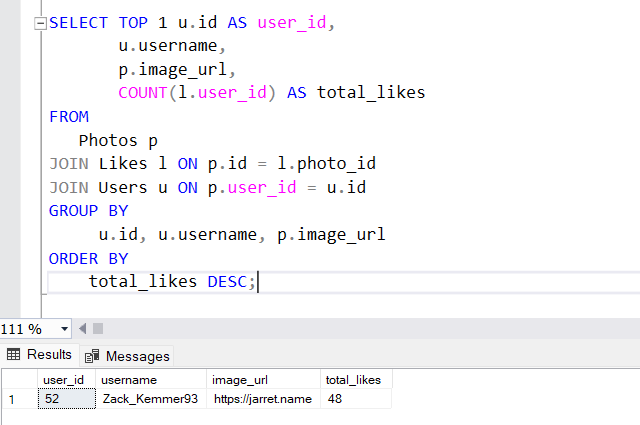 SELECT TOP 1 u.id AS user_id,
u.username,
p.image_url,
COUNT(l.user_id) AS total_likes
FROM
Photos p
JOIN Likes l ON p.id = l.photo_id
JOIN Users u ON p.user_id = u.id
GROUP BY
u.id, u.username, p.image_url
ORDER BY
total_likes DESC;
111 %
Results Messages
user_id username image_url total_likes
1 52 Zack_Kemmer93 https://jarret.name 48